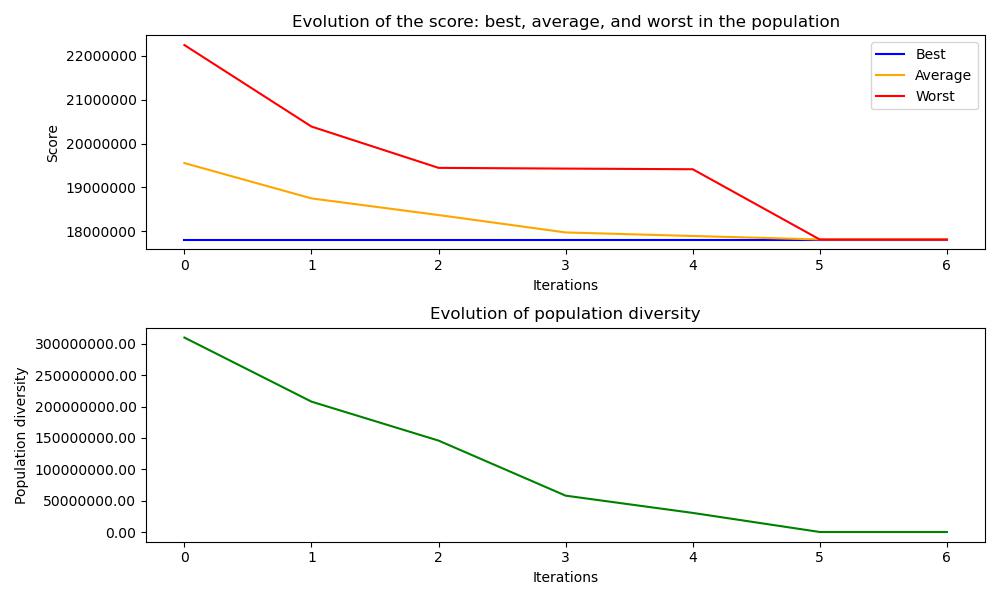 Evolution of the score: best, average, and worst in the population
Score
22000000
21000000
20000000
19000000
18000000
Best
Average
Worst
0 1 2 3 4 5 6
Iterations
Evolution of population diversity
Population diversity
300000000.00
250000000.00
200000000.00
150000000.00
100000000.00
50000000.00
0.00
0 1 2 3 4 5 6
Iterations